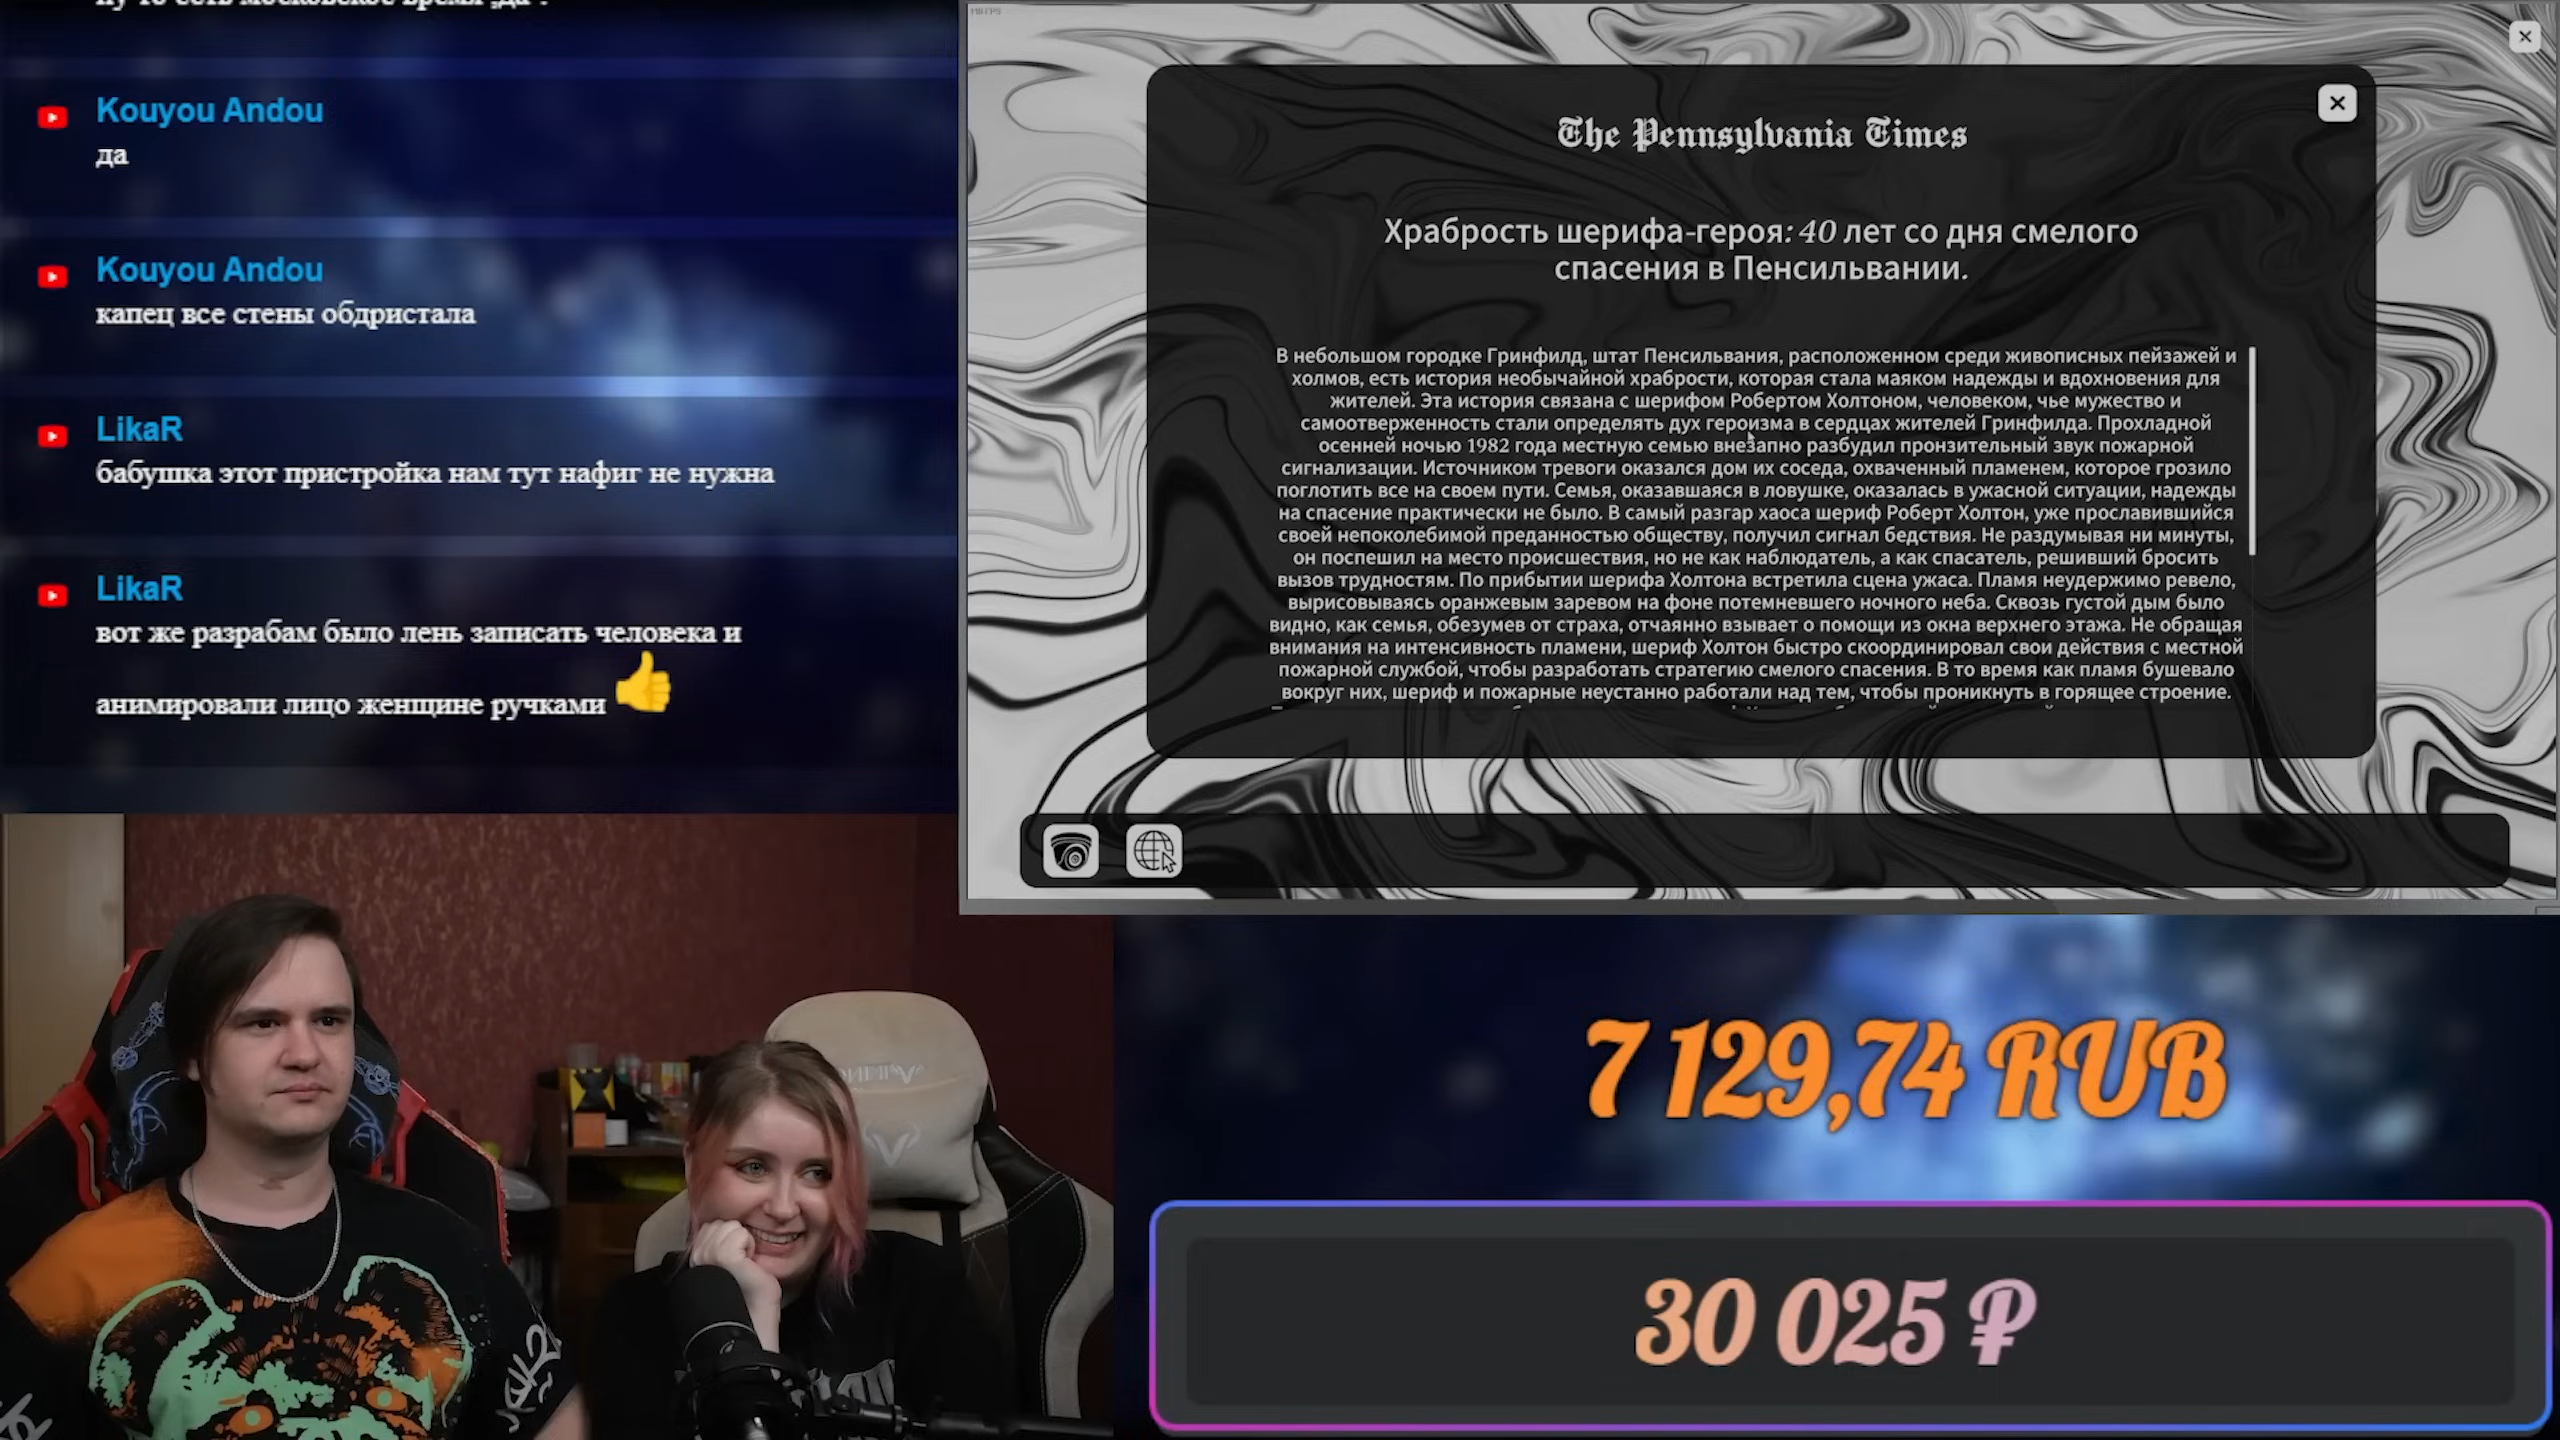 ну то есть московское время „да“.
Kouyou Andou
да
Kouyou Andou
капец все стены обдристала
LikaR
бабушка этот пристройка нам тут нафиг не нужна
LikaR
вот же разрабам было лень записать человека и
анимировали лицо женщине ручками
The Pennsylvania Times
Храбрость шерифа-героя: 40 лет со дня смелого
спасения в Пенсильвании.
В небольшом городке Гринфилд, штат Пенсильвания, расположенном среди живописных пейзажей и
холмов, есть история необычайной храбрости, которая стала маяком надежды и вдохновения для
жителей. Эта история связана с шерифом Робертом Холтоном, человеком, чье мужество и
самоотверженность стали определять дух героизма в сердцах жителей Гринфилда. Прохладной
осенней ночью 1982 года местную семью внезапно разбудил пронзительный звук пожарной
сигнализации. Источником тревоги оказался дом их соседа, охваченный пламенем, которое грозило
поглотить все на своем пути. Семья, оказавшаяся в ловушке, оказалась в ужасной ситуации, надежды
на спасение практически не было. В самый разгар хаоса шериф Роберт Холтон, уже прославившийся
своей непоколебимой преданностью обществу, получил сигнал бедствия. Не раздумывая ни минуты,
он поспешил на место происшествия, но не как наблюдатель, а как спасатель, решивший бросить
вызов трудностям. По прибытии шерифа Холтона встретила сцена ужаса. Пламя неудержимо ревело,
вырисовываясь оранжевым заревом на фоне потемневшего ночного неба. Сквозь густой дым было
видно, как семья, обезумев от страха, отчаянно взывает о помощи из окна верхнего этажа. Не обращая
внимания на интенсивность пламени, шериф Холтон быстро скоординировал свои действия с местной
пожарной службой, чтобы разработать стратегию смелого спасения. В то время как пламя бушевало
вокруг них, шериф и пожарные неустанно работали над тем, чтобы проникнуть в горящее строение.
7 129,74 RUB
30 025 ₽